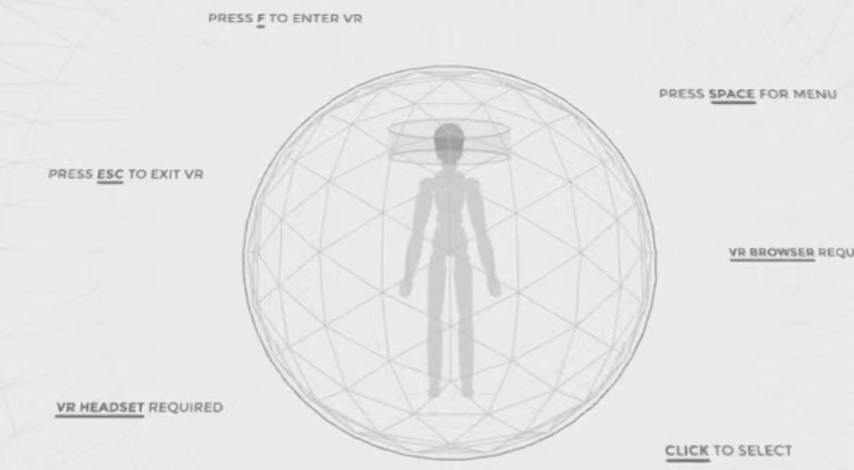 PRESS F TO ENTER VR
PRESS SPACE FOR MENU
PRESS ESC TO EXIT VR
VR BROWSER
VR HEADSET REQUIRED
CLICK TO SELECT